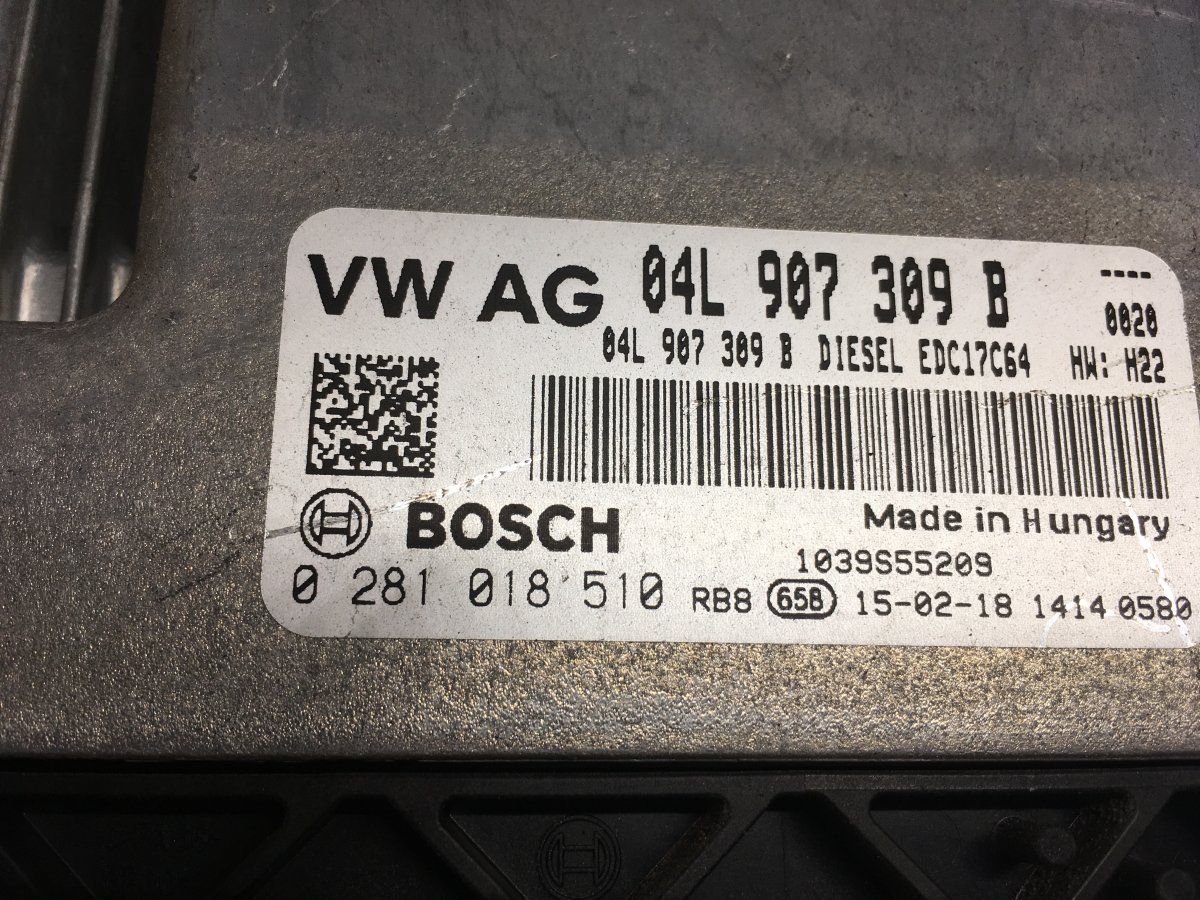 VW AG 04L 907 309 B ----
0020
04L 907 309 B DIESEL EDC17C64 HW: H22
BOSCH
Made in Hungary
1039S55209
0 281 018 510 RB8 65B 15-02-18 1414 0580